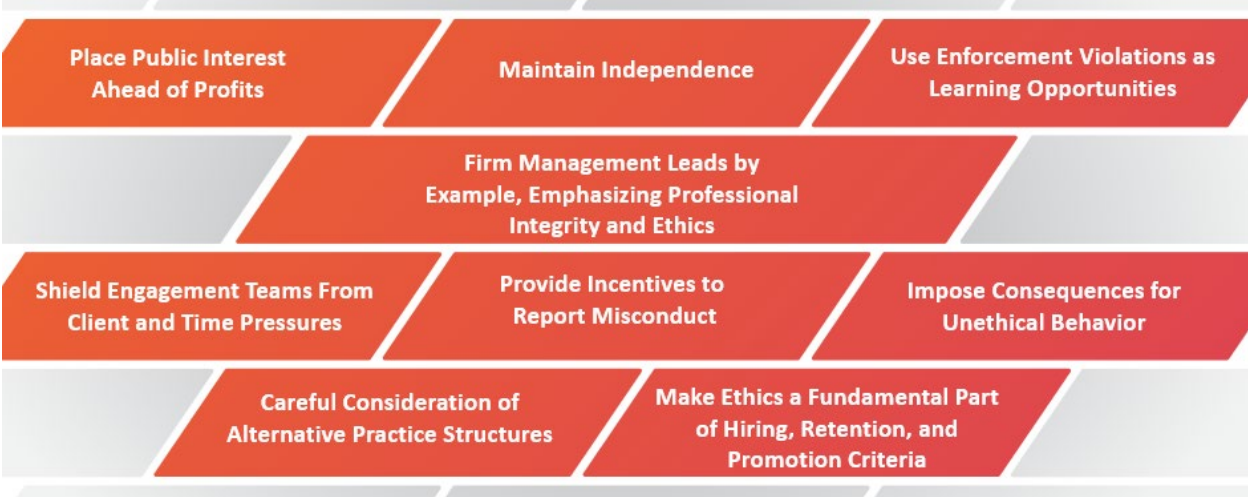 Place Public Interest
Ahead of Profits
Maintain Independence
Use Enforcement Violations as
Learning Opportunities
Firm Management Leads by
Example, Emphasizing Professional
Integrity and Ethics
Shield Engagement Teams From
Client and Time Pressures
Provide Incentives to
Report Misconduct
Impose Consequences for
Unethical Behavior
Careful Consideration of
Alternative Practice Structures
Make Ethics a Fundamental Part
of Hiring, Retention, and
Promotion Criteria